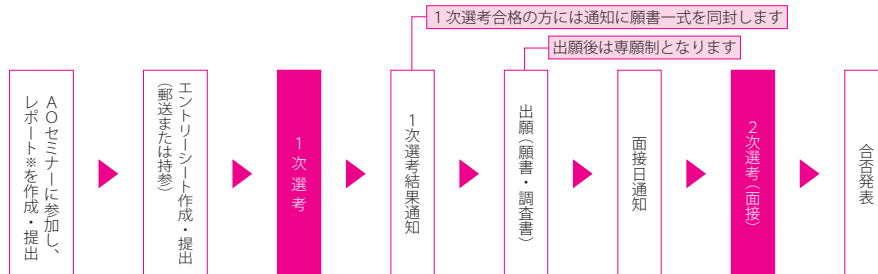 1次選考合格の方には通知に願書一式を同封します
出願後は専願制となります
AOセミナーに参加し、
レポート※を作成・提出
エントリーシート作成・提出
(郵送または持参)
1次選考
1次選考結果通知
出願(願書・調査書)
面接日通知
2次選考(面接)
合否発表